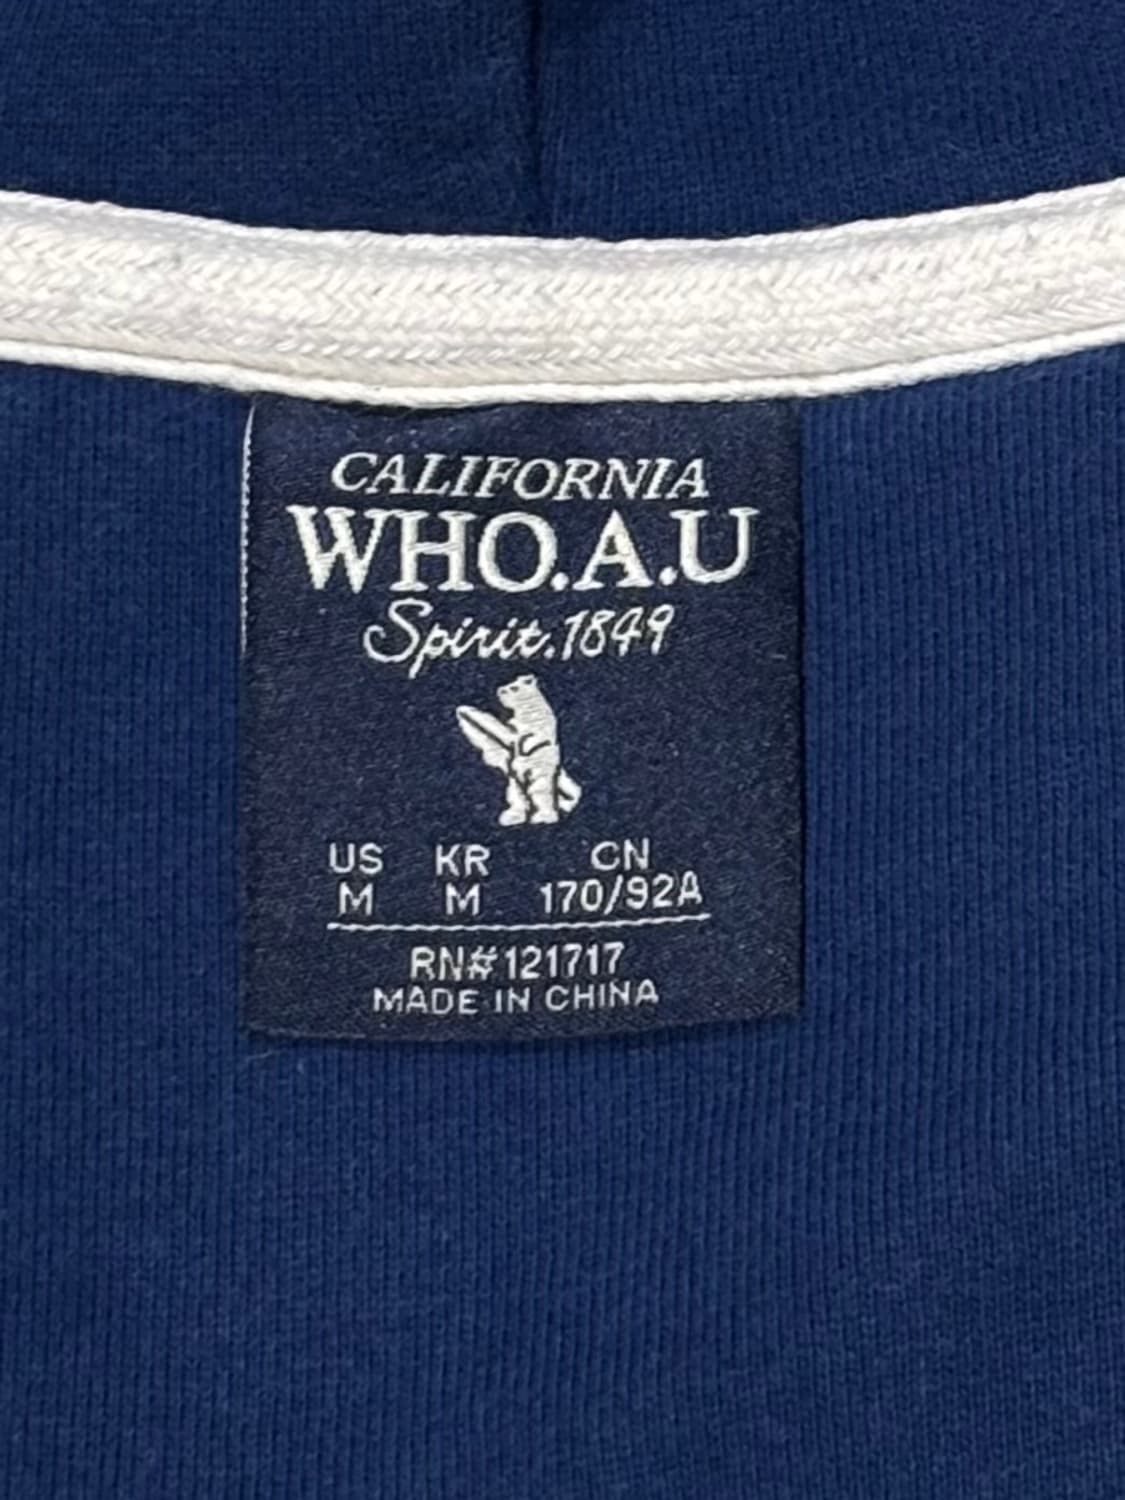 CALIFORNIA
WHO.A.U
Spirit.1849
US KR CN
M M 170/92A
RN#121717
MADE IN CHINA